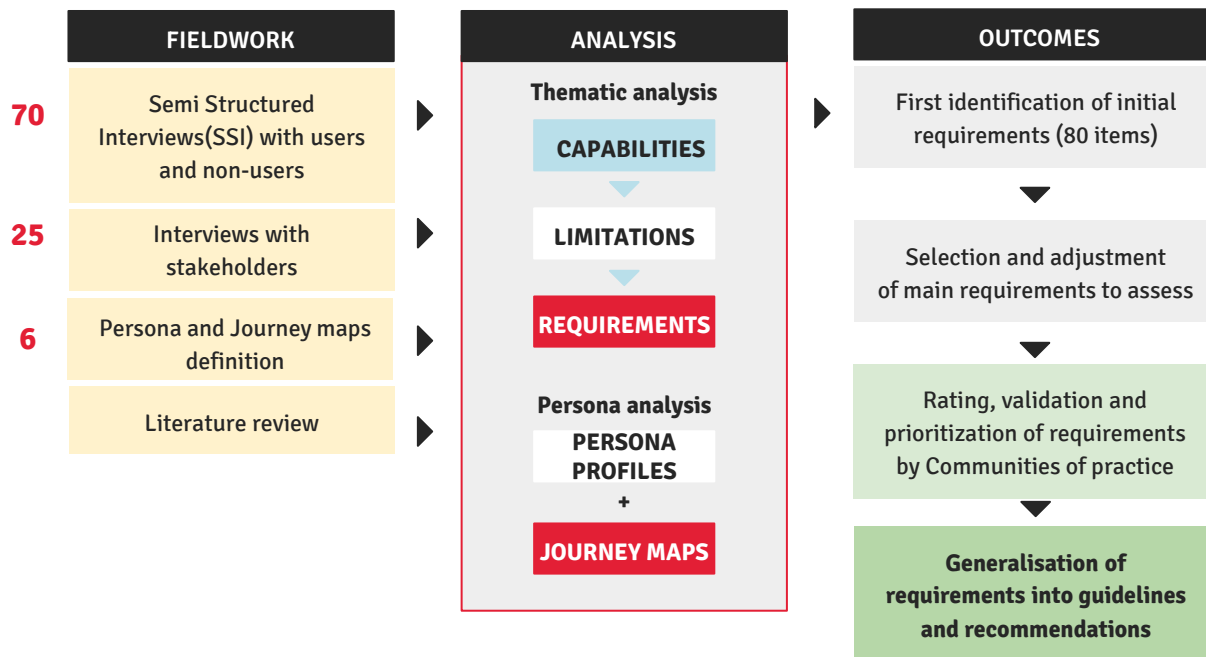 FIELDWORK
70
Semi Structured
Interviews(SSI) with users
and non-users
25
Interviews with
stakeholders
6
Persona and Journey maps
definition
Literature review
ANALYSIS
Thematic analysis
CAPABILITIES
LIMITATIONS
REQUIREMENTS
Persona analysis
PERSONA
PROFILES
+
JOURNEY MAPS
OUTCOMES
First identification of initial
requirements (80 items)
Selection and adjustment
of main requirements to assess
Rating, validation and
prioritization of requirements
by Communities of practice
Generalisation of
requirements into guidelines
and recommendations